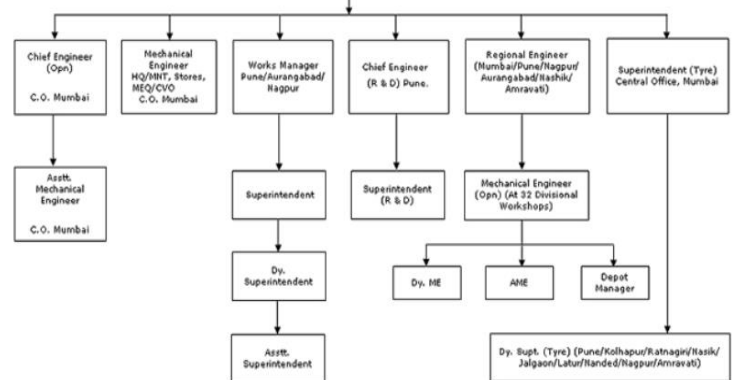 Chief Engineer
(Opn)
C.O. Mumbai
Mechanical
Engineer
HQ/MNT, Stores,
MEQ/CVO
C.O. Mumbai
Works Manager
Pune/Aurangabad/
Nagpur
Chief Engineer
(R & D) Pune.
Regional Engineer
(Mumbai/Pune/Nagpur/
Aurangabad/Nashik/
Amravati)
Superintendent (Tyre)
Central Office, Mumbai
Asstt.
Mechanical
Engineer
C.O. Mumbai
Superintendent
Superintendent
(R & D)
Mechanical Engineer
(Opn) (At 32 Divisional
Workshops)
Dy.
Superintendent
Dy. ME
AME
Depot
Manager
Asstt.
Superintendent
Dy. Supt. (Tyre) (Pune/Kolhapur/Ratnagiri/Nasik/
Jalgaon/Latur/Nanded/Nagpur/Amravati)